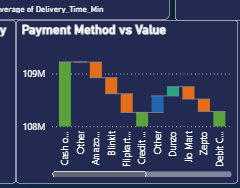 verage of Delivery_Time_Min
y
Payment Method vs Value
109M
108M
Cash o...
Other
Amazo...
Blinkit
Flipkart...
Credit ...
Other
Dunzo
Jio Mart
Zepto
Debit C...